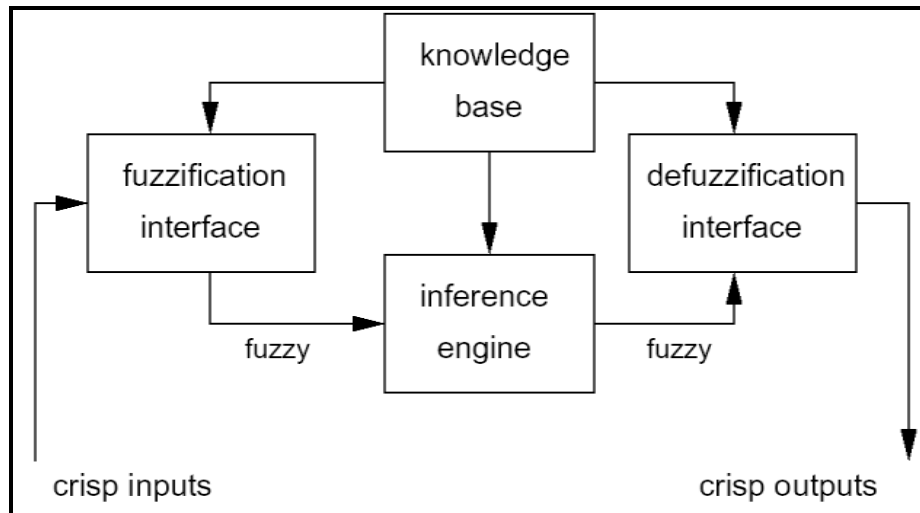 knowledge
base
fuzzification
interface
defuzzification
interface
inference
engine
fuzzy
fuzzy
crisp inputs
crisp outputs